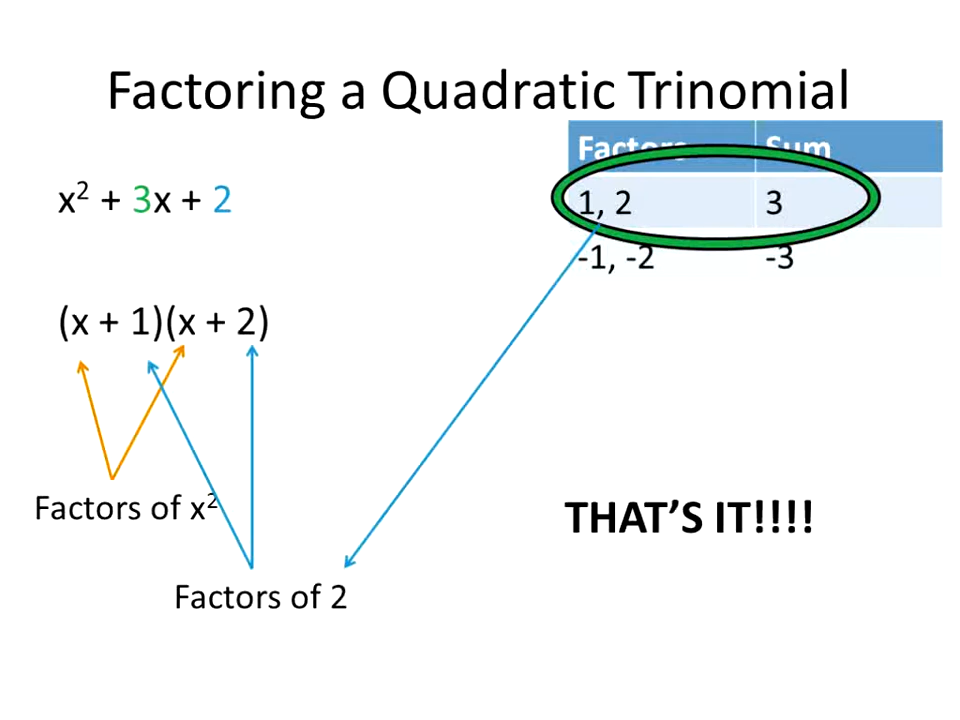 Factoring a Quadratic Trinomial
x² + 3x + 2
Factors Sum
1, 2 3
-1, -2 -3
(x + 1)(x + 2)
Factors of x²
THAT’S IT!!!!
Factors of 2